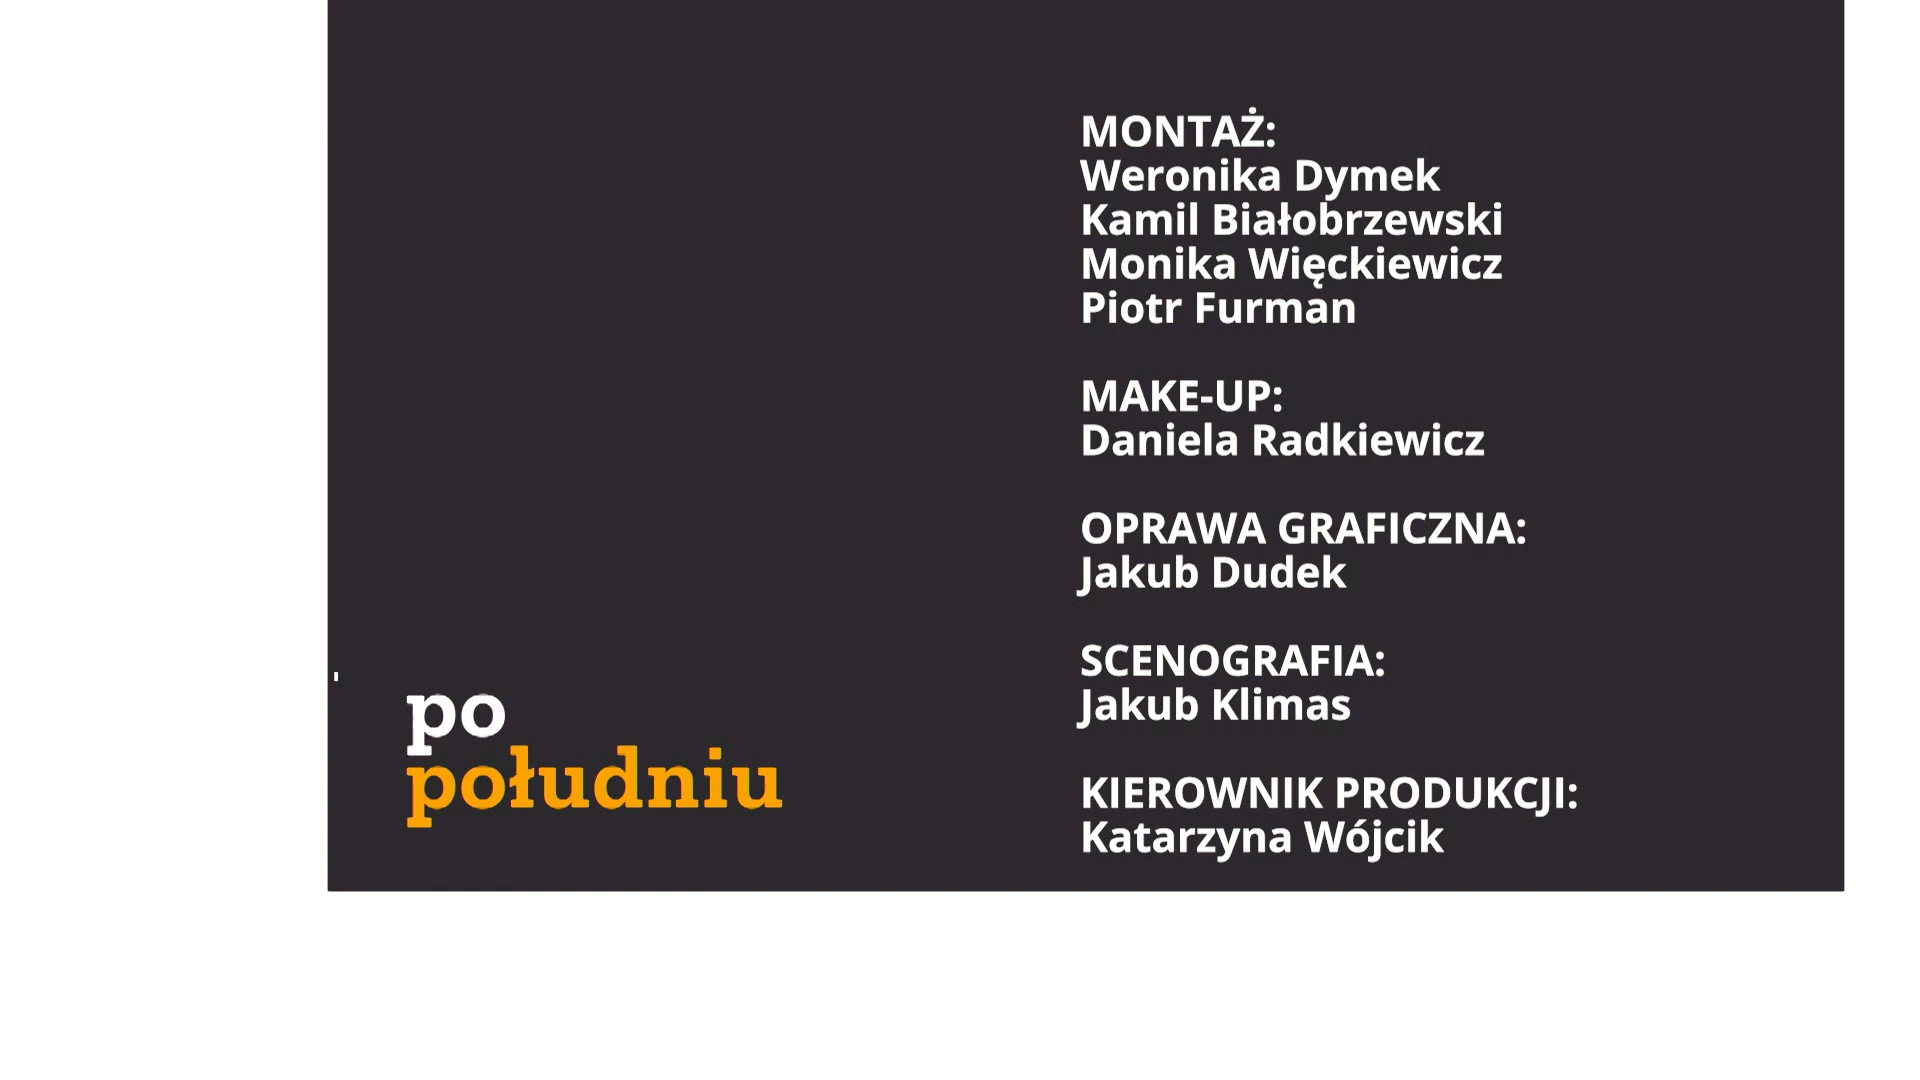 MONTAŻ:
Weronika Dymek
Kamil Białobrzewski
Monika Więckiewicz
Piotr Furman
MAKE-UP:
Daniela Radkiewicz
OPRAWA GRAFICZNA:
Jakub Dudek
SCENOGRAFIA:
Jakub Klimas
KIEROWNIK PRODUKCJI:
Katarzyna Wójcik
po
południu